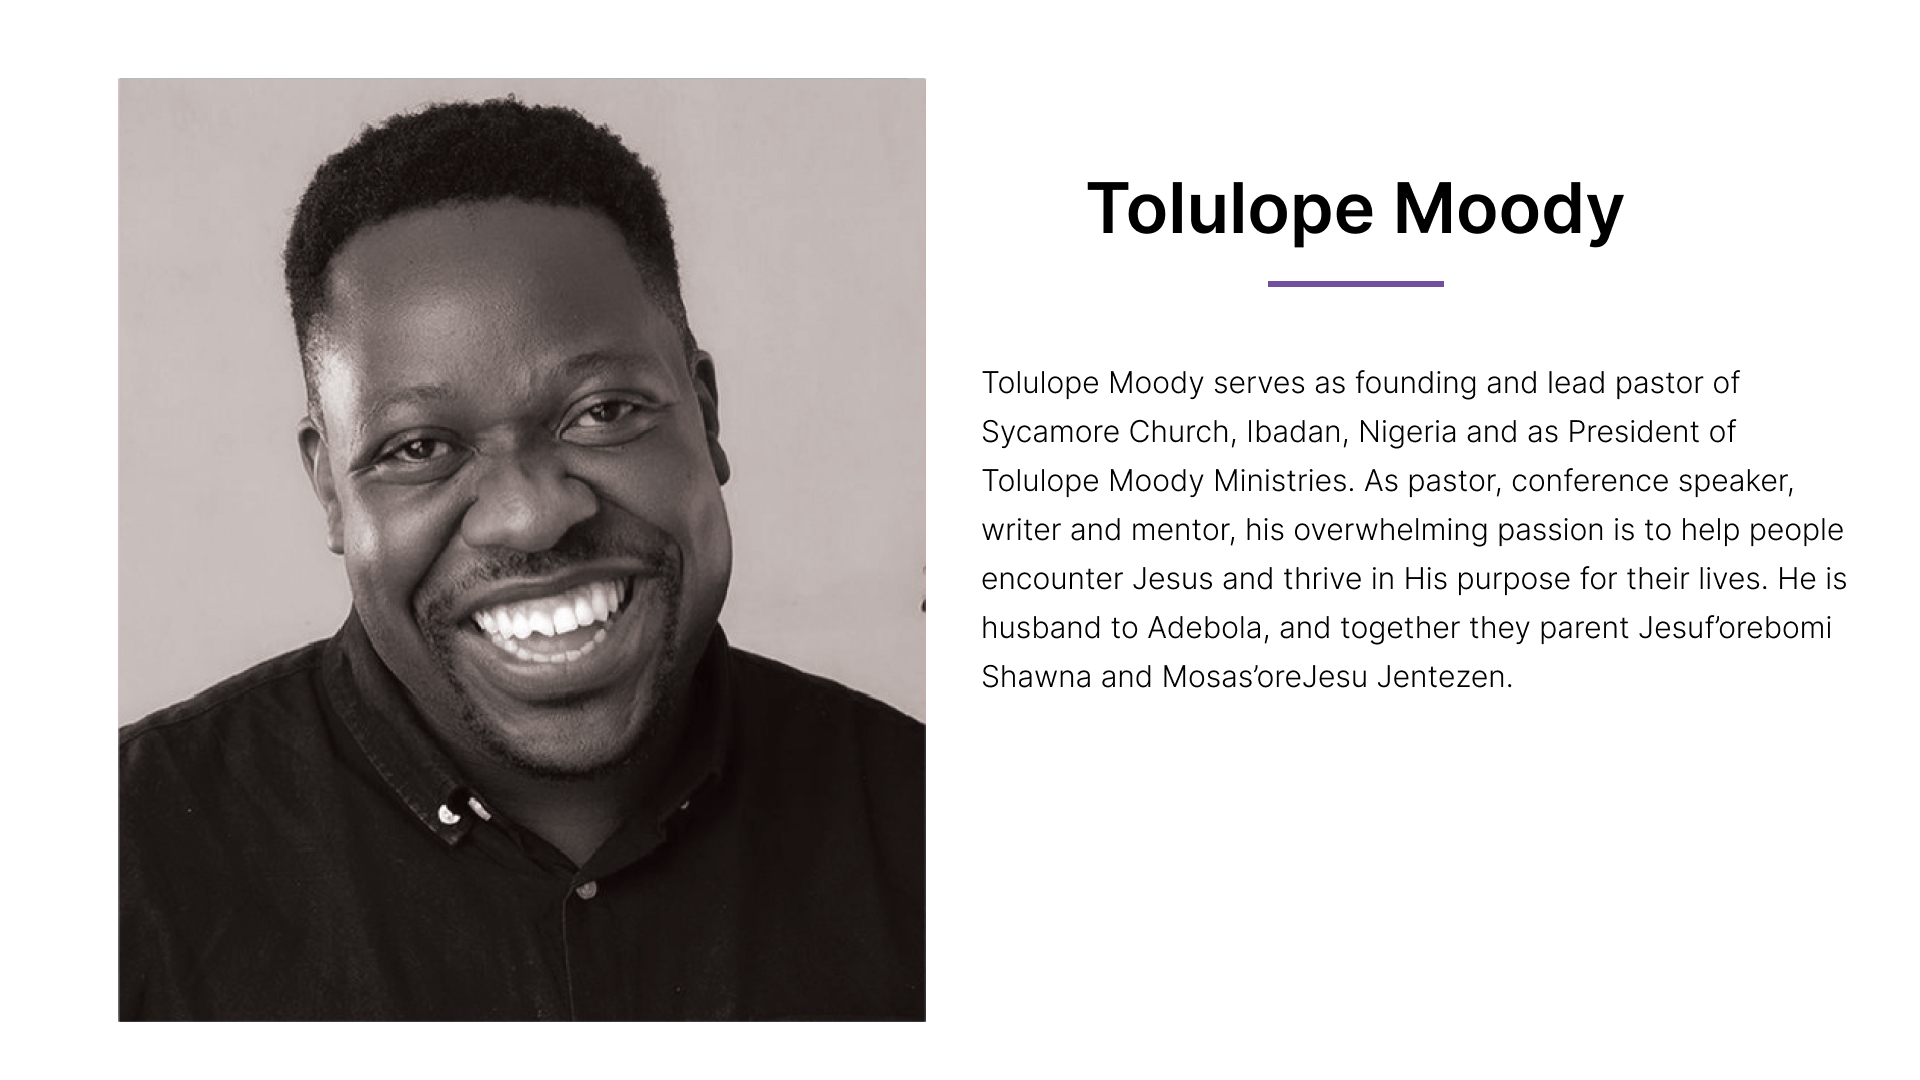 Tolulope Moody
Tolulope Moody serves as founding and lead pastor of
Sycamore Church, Ibadan, Nigeria and as President of
Tolulope Moody Ministries. As pastor, conference speaker,
writer and mentor, his overwhelming passion is to help people
encounter Jesus and thrive in His purpose for their lives. He is
husband to Adebola, and together they parent Jesuf’orebomi
Shawna and Mosas’oreJesu Jentezen.